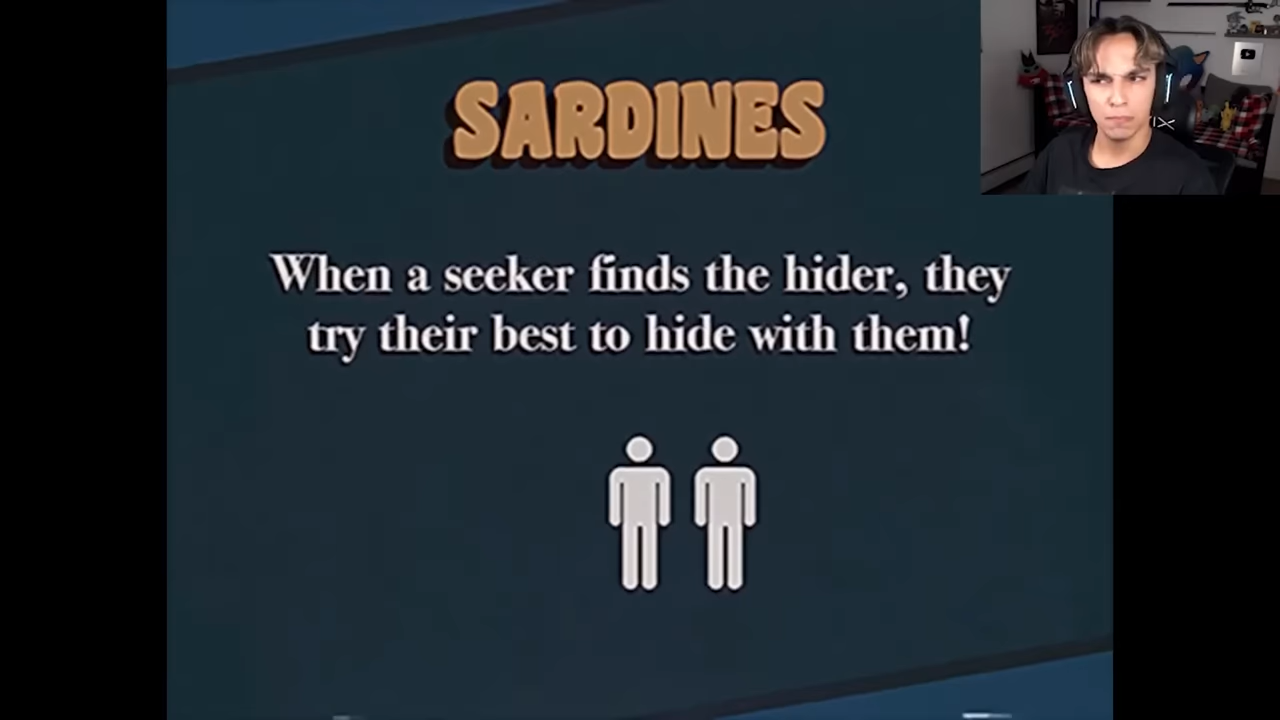 SARDINES
When a seeker finds the hider, they
try their best to hide with them!